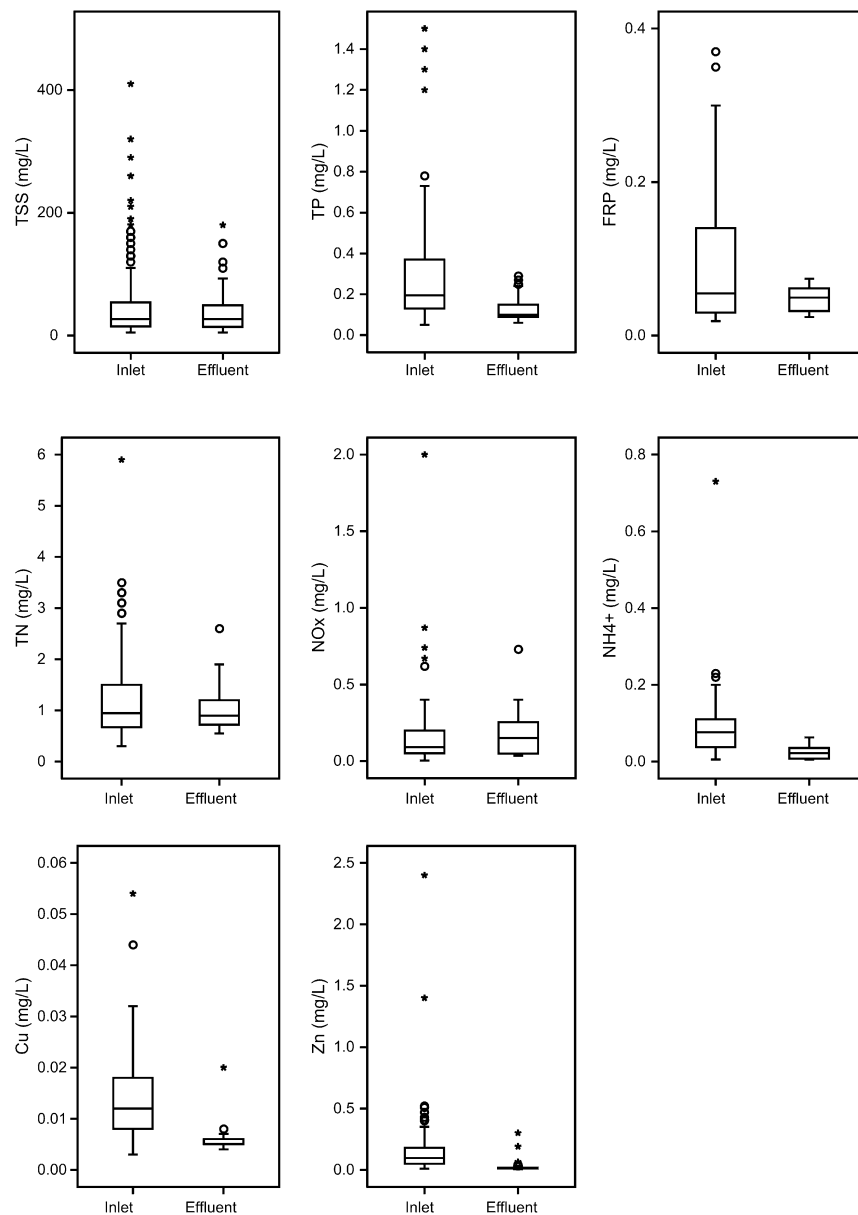 TSS (mg/L)
400
200
0
Inlet Effluent
TP (mg/L)
1.4
1.2
1.0
0.8
0.6
0.4
0.2
0.0
Inlet Effluent
FRP (mg/L)
0.4
0.2
0.0
Inlet Effluent
TN (mg/L)
6
5
4
3
2
1
0
Inlet Effluent
NOx (mg/L)
2.0
1.5
1.0
0.5
0.0
Inlet Effluent
NH4+ (mg/L)
0.8
0.6
0.4
0.2
0.0
Inlet Effluent
Cu (mg/L)
0.06
0.05
0.04
0.03
0.02
0.01
0.00
Inlet Effluent
Zn (mg/L)
2.5
2.0
1.5
1.0
0.5
0.0
Inlet Effluent